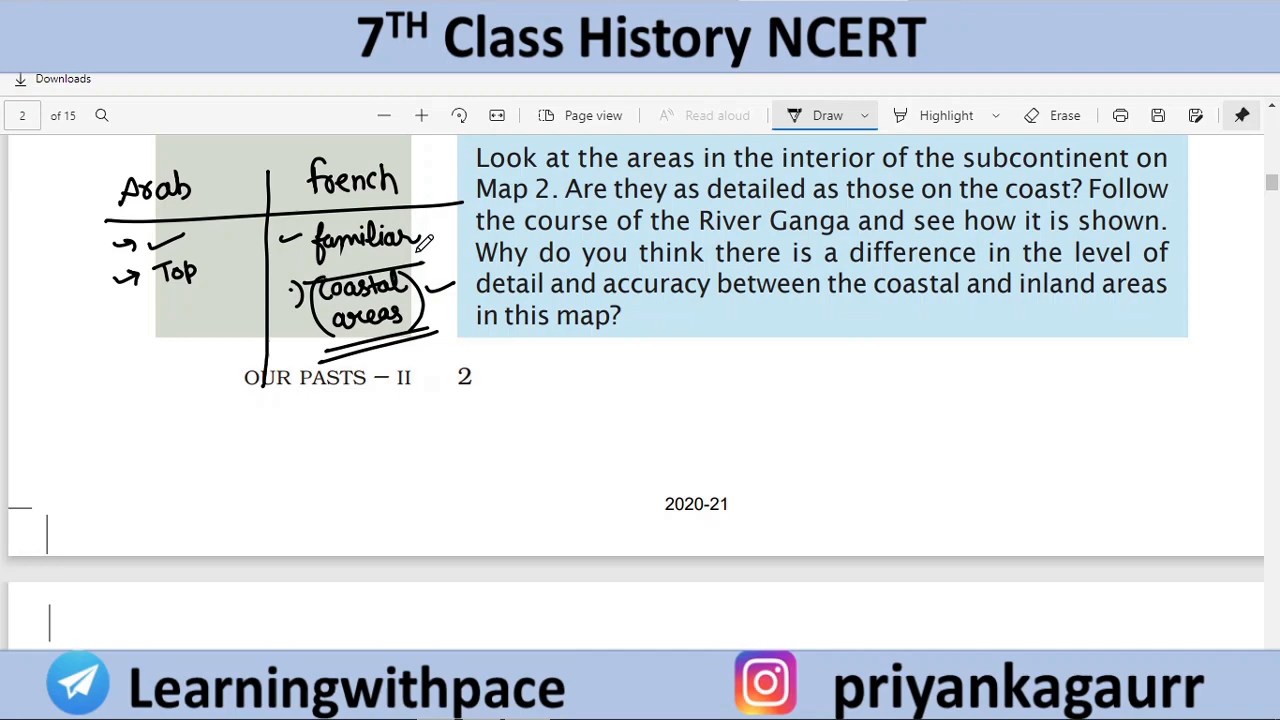 7TH Class History NCERT
Downloads
2 of 15 Page view Read aloud Draw Highlight Erase
Arab French
→ ✓ ✓ familiar
→ Top •) (Coastal ✓
areas)
Look at the areas in the interior of the subcontinent on
Map 2. Are they as detailed as those on the coast? Follow
the course of the River Ganga and see how it is shown.
Why do you think there is a difference in the level of
detail and accuracy between the coastal and inland areas
in this map?
OUR PASTS – II 2
2020-21
Learningwithpace priyankagaurr